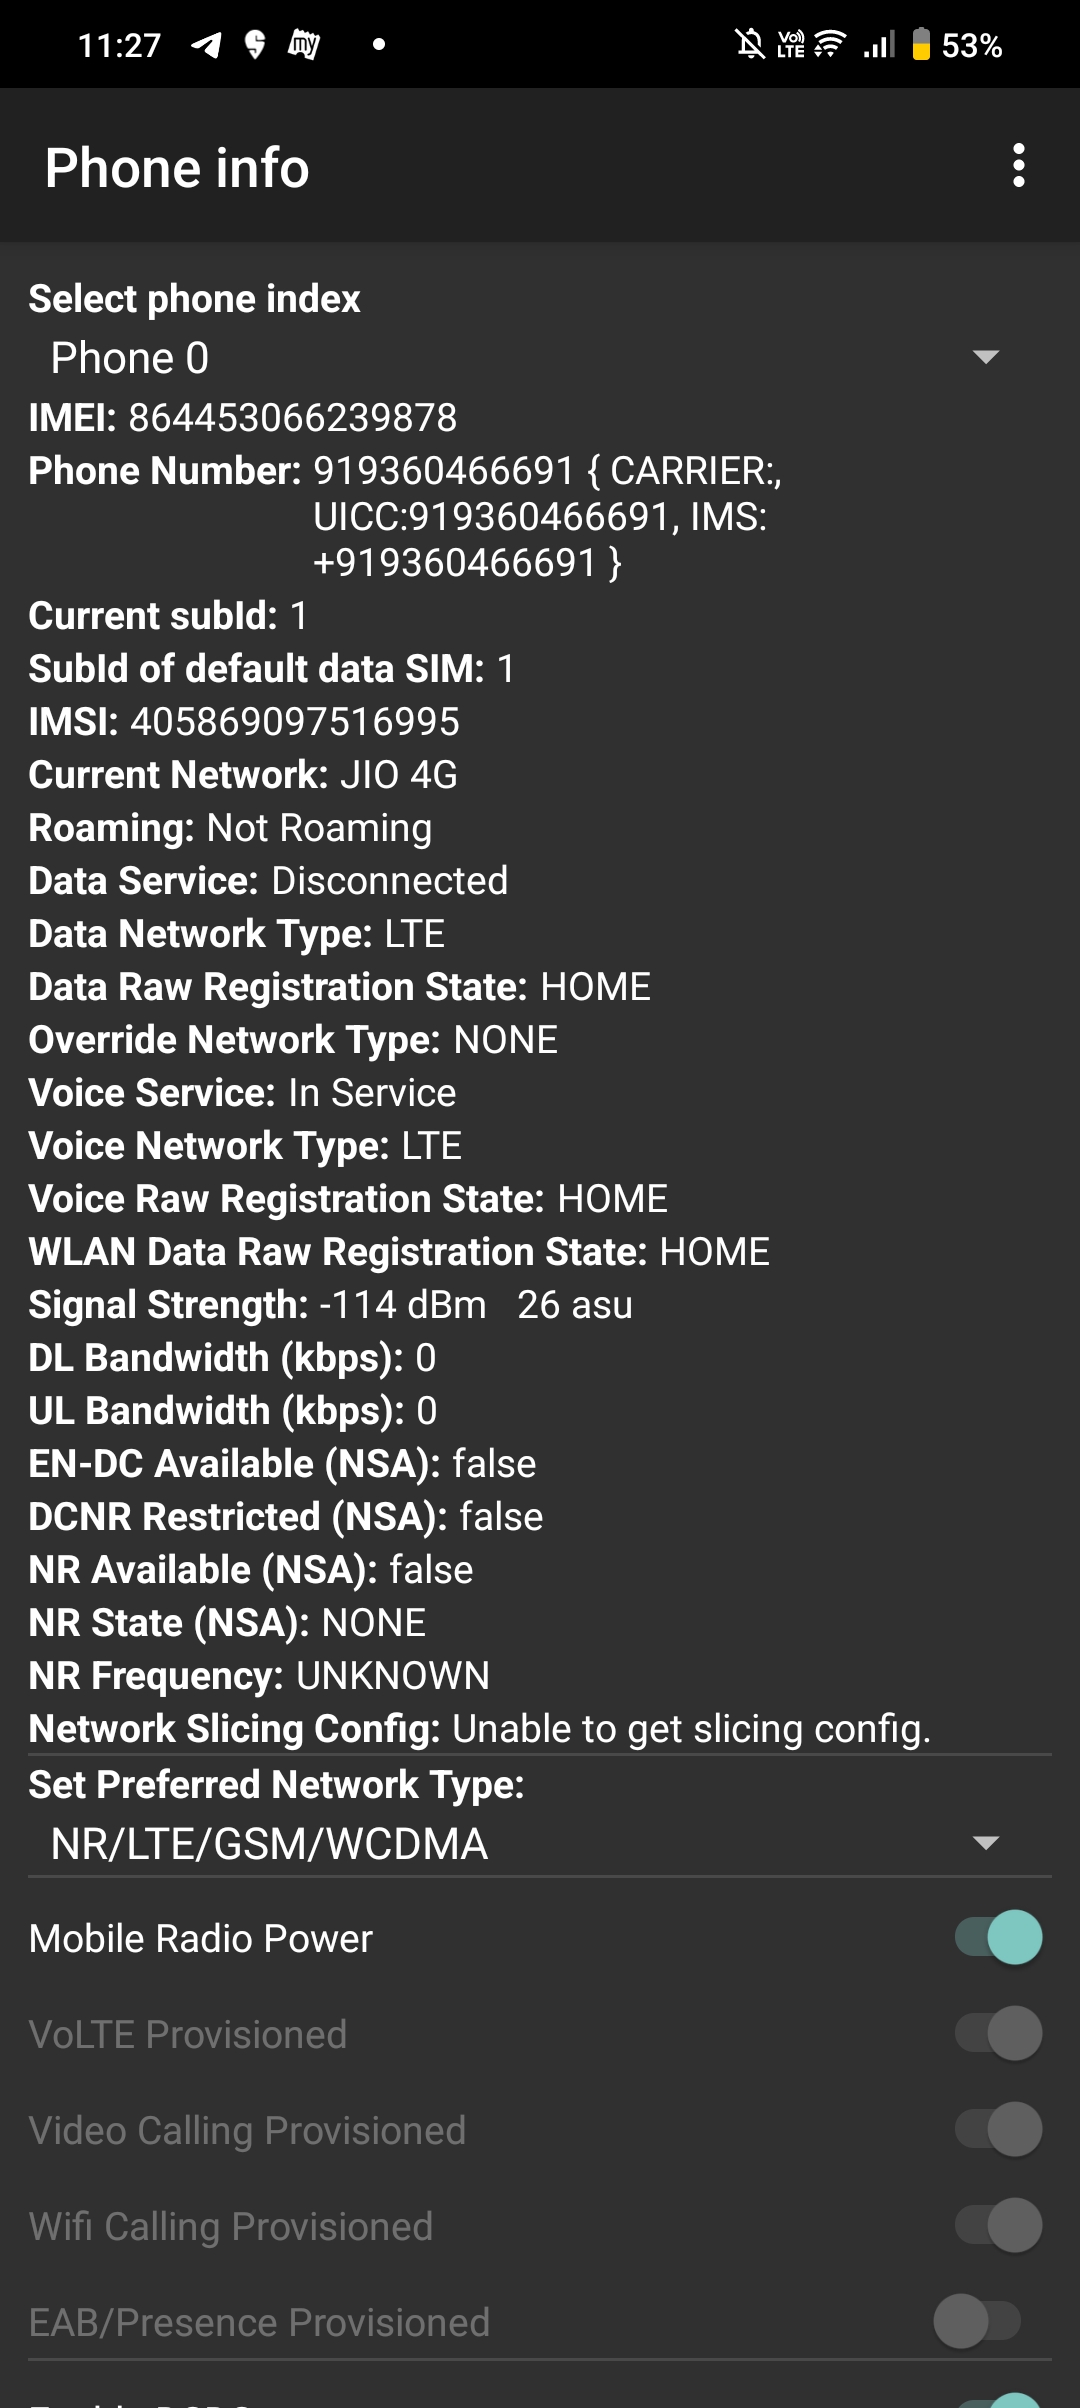 11:27 my VoLTE 53%
Phone info
Select phone index
Phone 0
IMEI: 864453066239878
Phone Number: 919360466691 { CARRIER:,
UICC:919360466691, IMS:
+919360466691 }
Current subId: 1
SubId of default data SIM: 1
IMSI: 405869097516995
Current Network: JIO 4G
Roaming: Not Roaming
Data Service: Disconnected
Data Network Type: LTE
Data Raw Registration State: HOME
Override Network Type: NONE
Voice Service: In Service
Voice Network Type: LTE
Voice Raw Registration State: HOME
WLAN Data Raw Registration State: HOME
Signal Strength: -114 dBm 26 asu
DL Bandwidth (kbps): 0
UL Bandwidth (kbps): 0
EN-DC Available (NSA): false
DCNR Restricted (NSA): false
NR Available (NSA): false
NR State (NSA): NONE
NR Frequency: UNKNOWN
Network Slicing Config: Unable to get slicing config.
Set Preferred Network Type:
NR/LTE/GSM/WCDMA
Mobile Radio Power
VoLTE Provisioned
Video Calling Provisioned
Wifi Calling Provisioned
EAB/Presence Provisioned